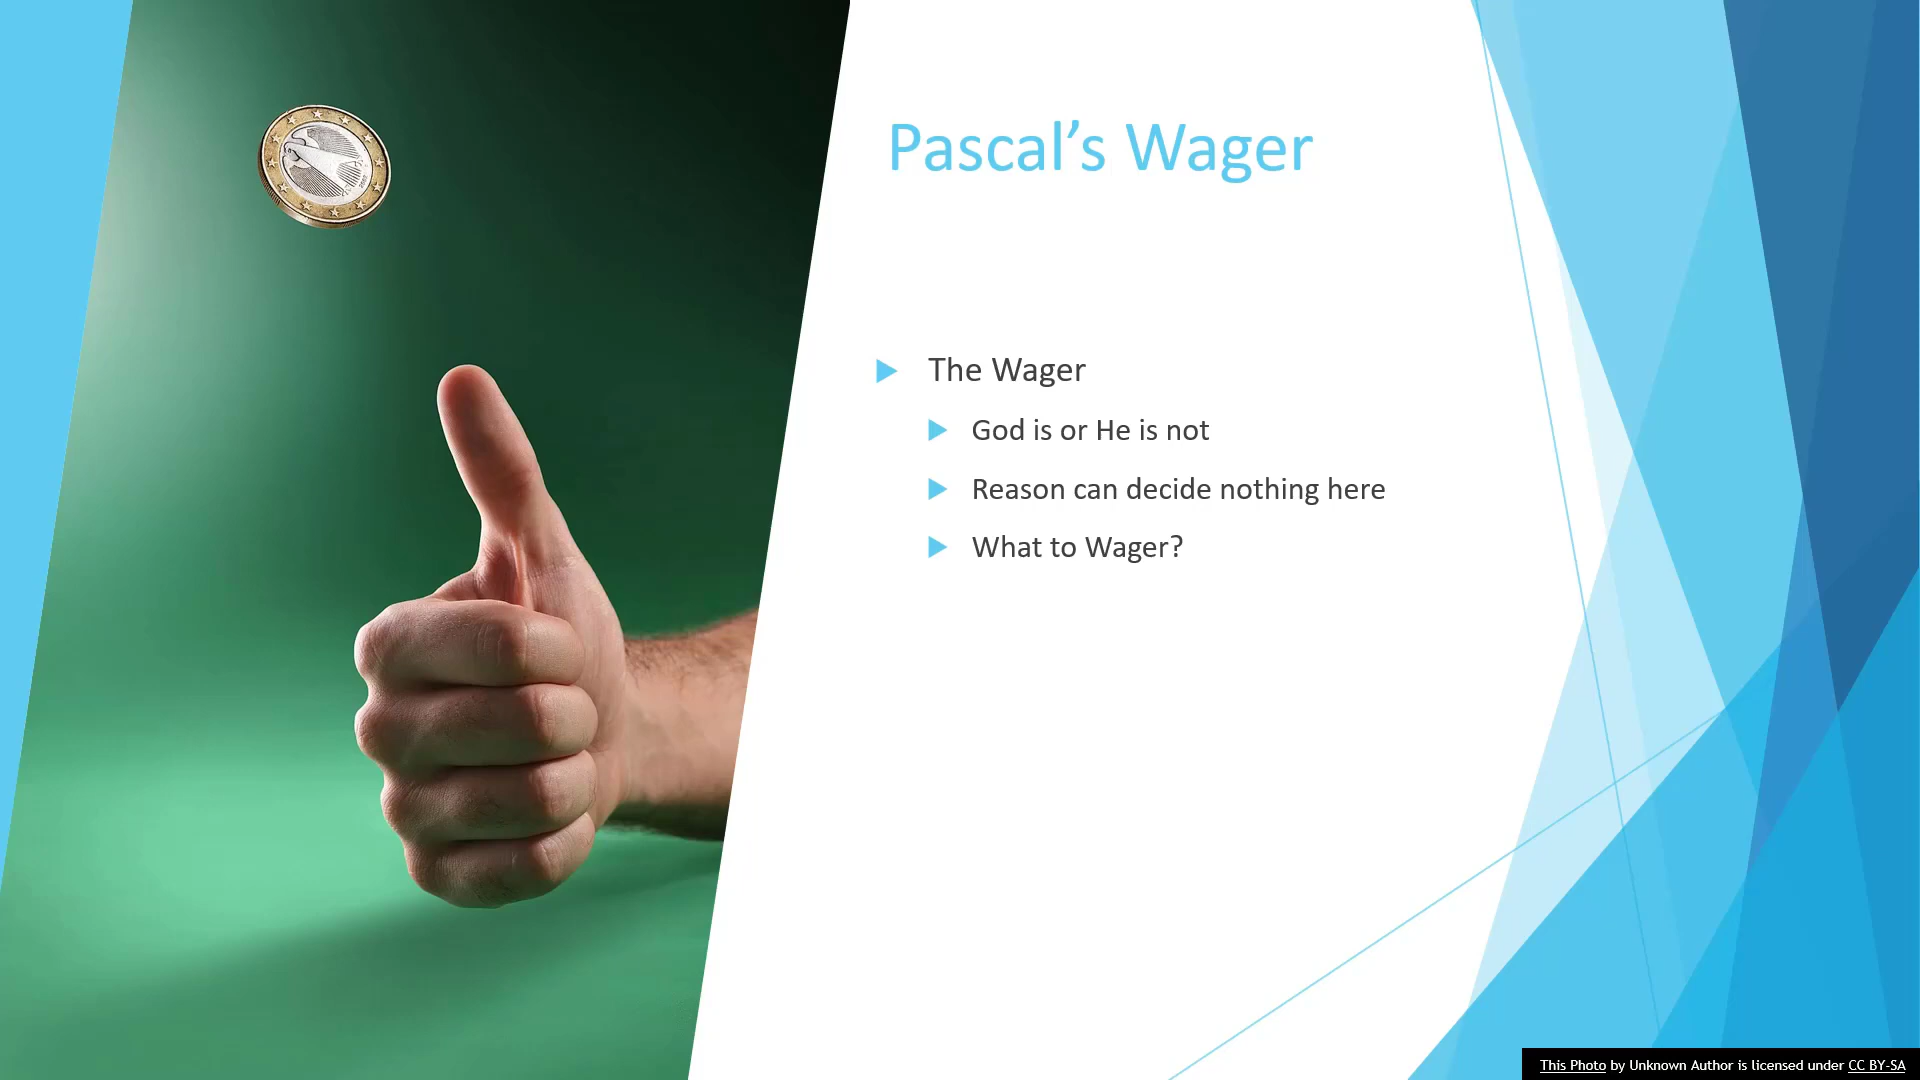 Pascal’s Wager
The Wager
God is or He is not
Reason can decide nothing here
What to Wager?
This Photo by Unknown Author is licensed under CC BY-SA